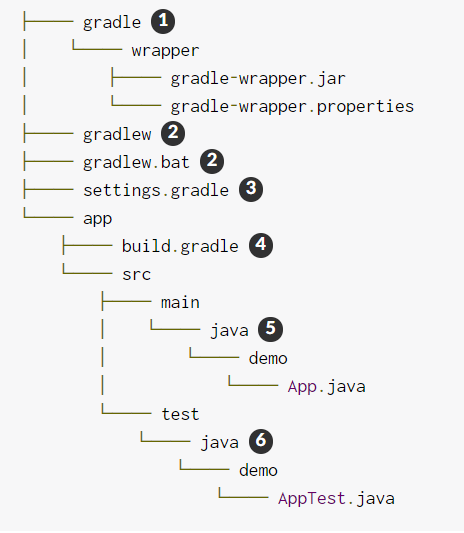 ├── gradle 1
│   └── wrapper
│       ├── gradle-wrapper.jar
│       └── gradle-wrapper.properties
├── gradlew 2
├── gradlew.bat 2
├── settings.gradle 3
└── app
    ├── build.gradle 4
    └── src
        ├── main
        │   └── java 5
        │       └── demo
        │           └── App.java
        └── test
            └── java 6
                └── demo
                    └── AppTest.java